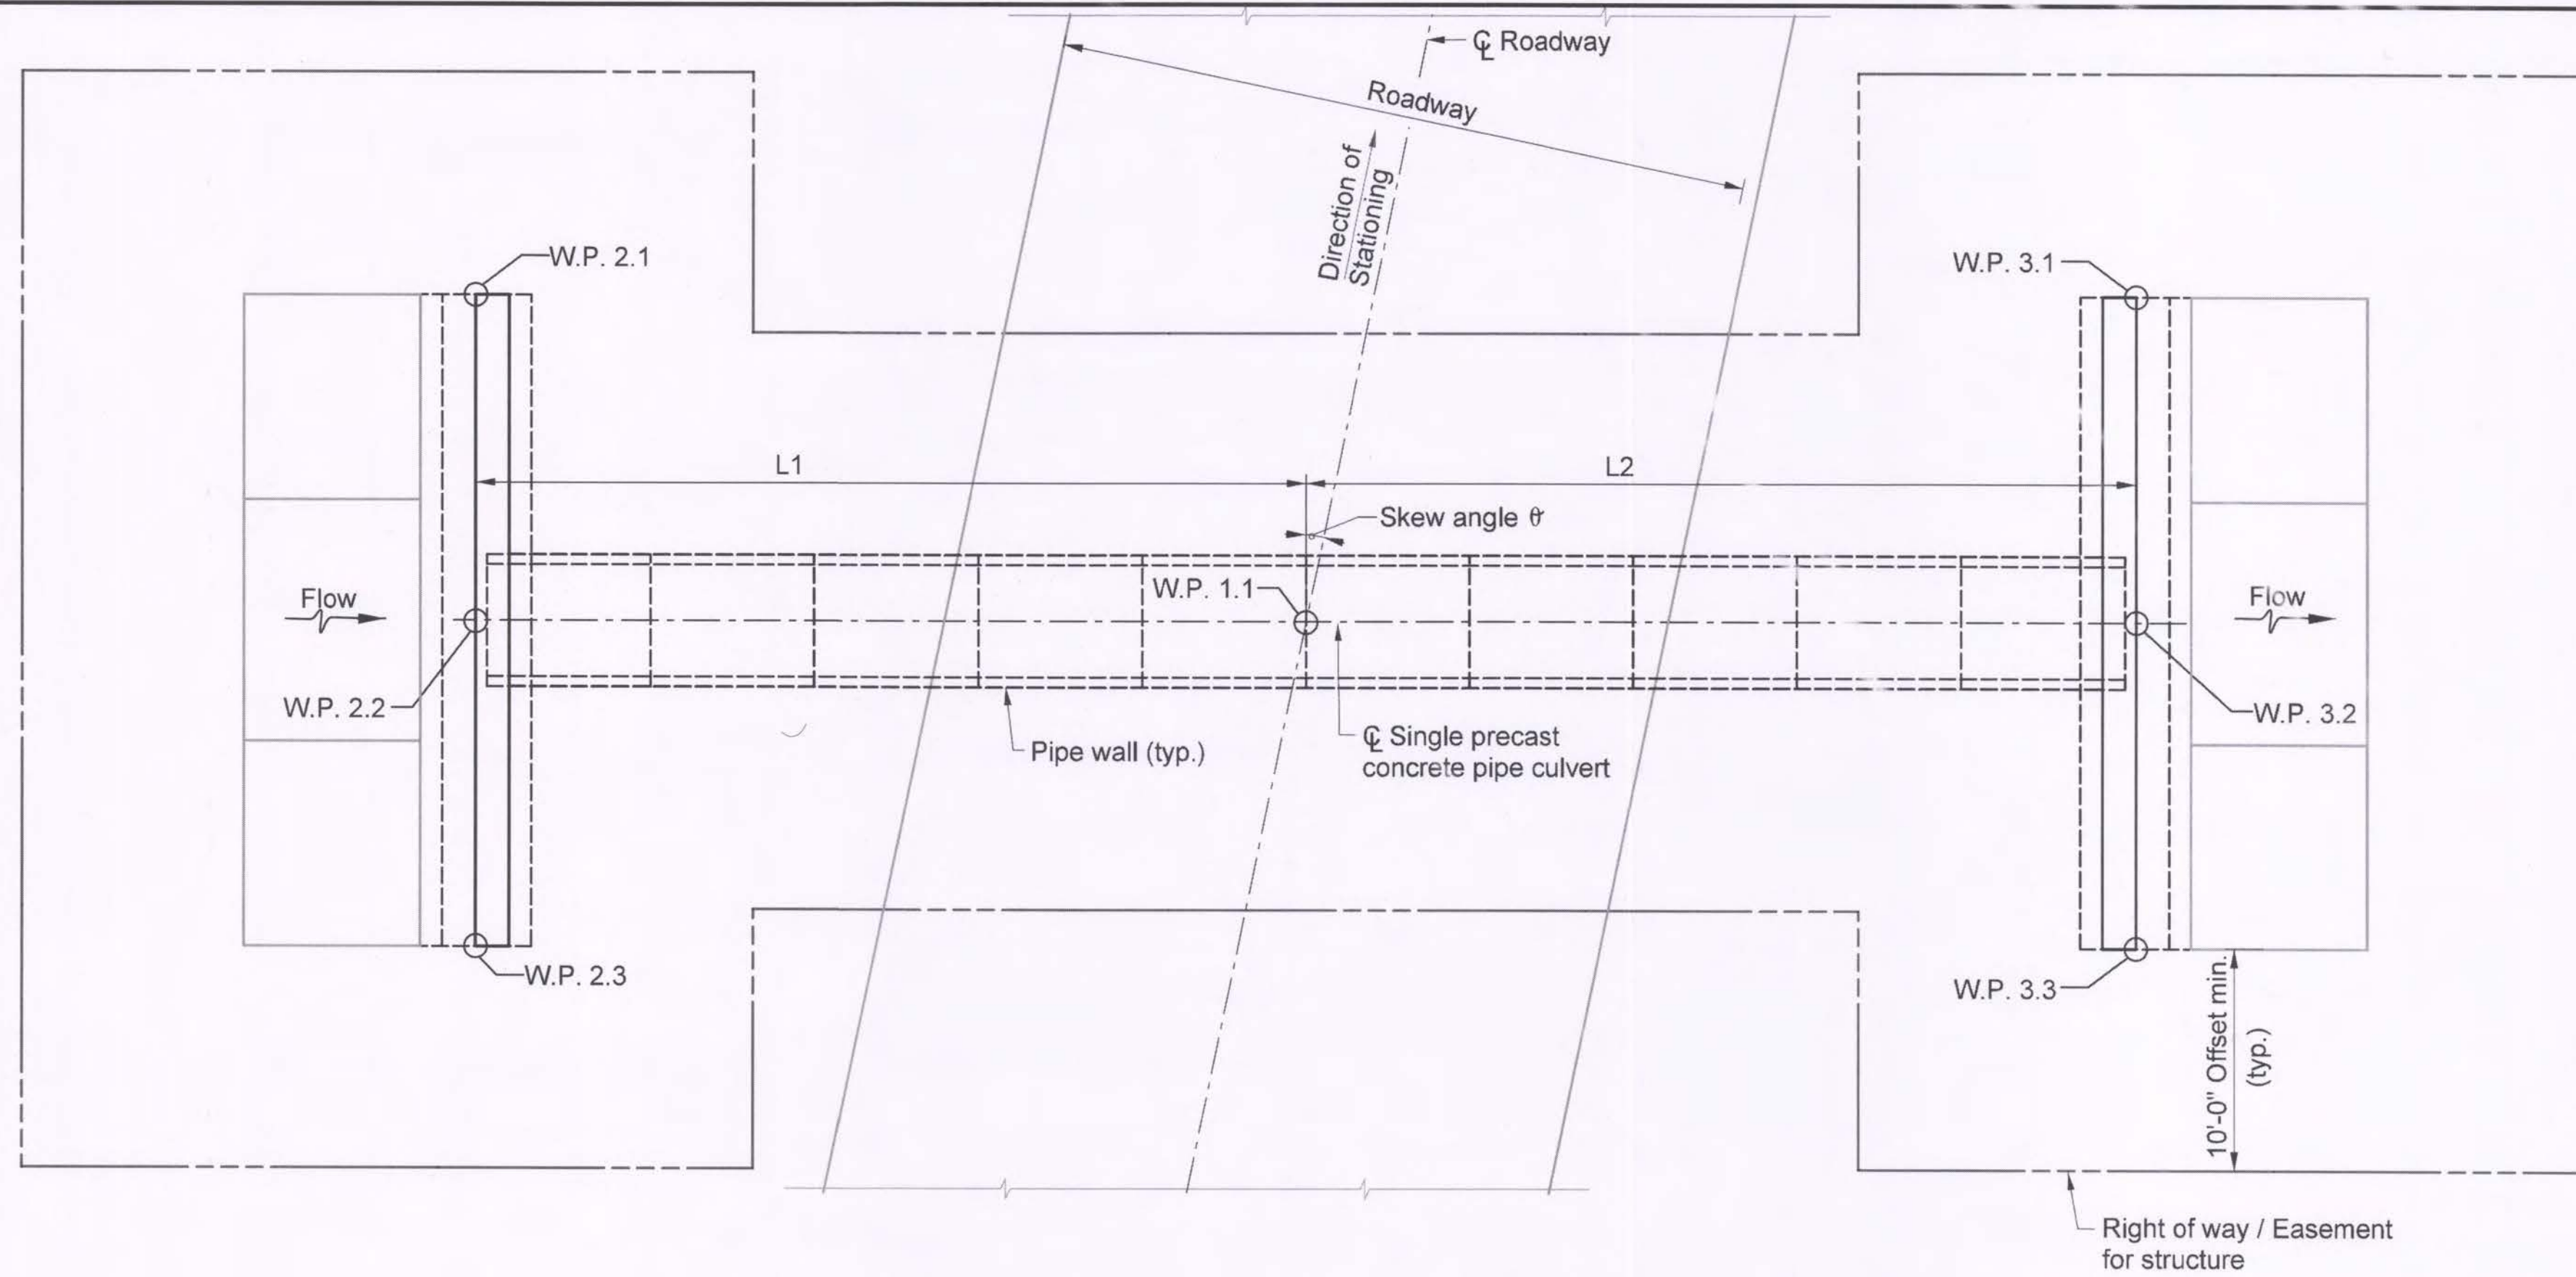 ℄ Roadway
Roadway
Direction of
Stationing
W.P. 2.1
W.P. 3.1
L1
L2
Skew angle θ
W.P. 1.1
Flow
Flow
W.P. 2.2
W.P. 3.2
Pipe wall (typ.)
℄ Single precast
concrete pipe culvert
W.P. 2.3
W.P. 3.3
10'-0" Offset min.
(typ.)
Right of way / Easement
for structure